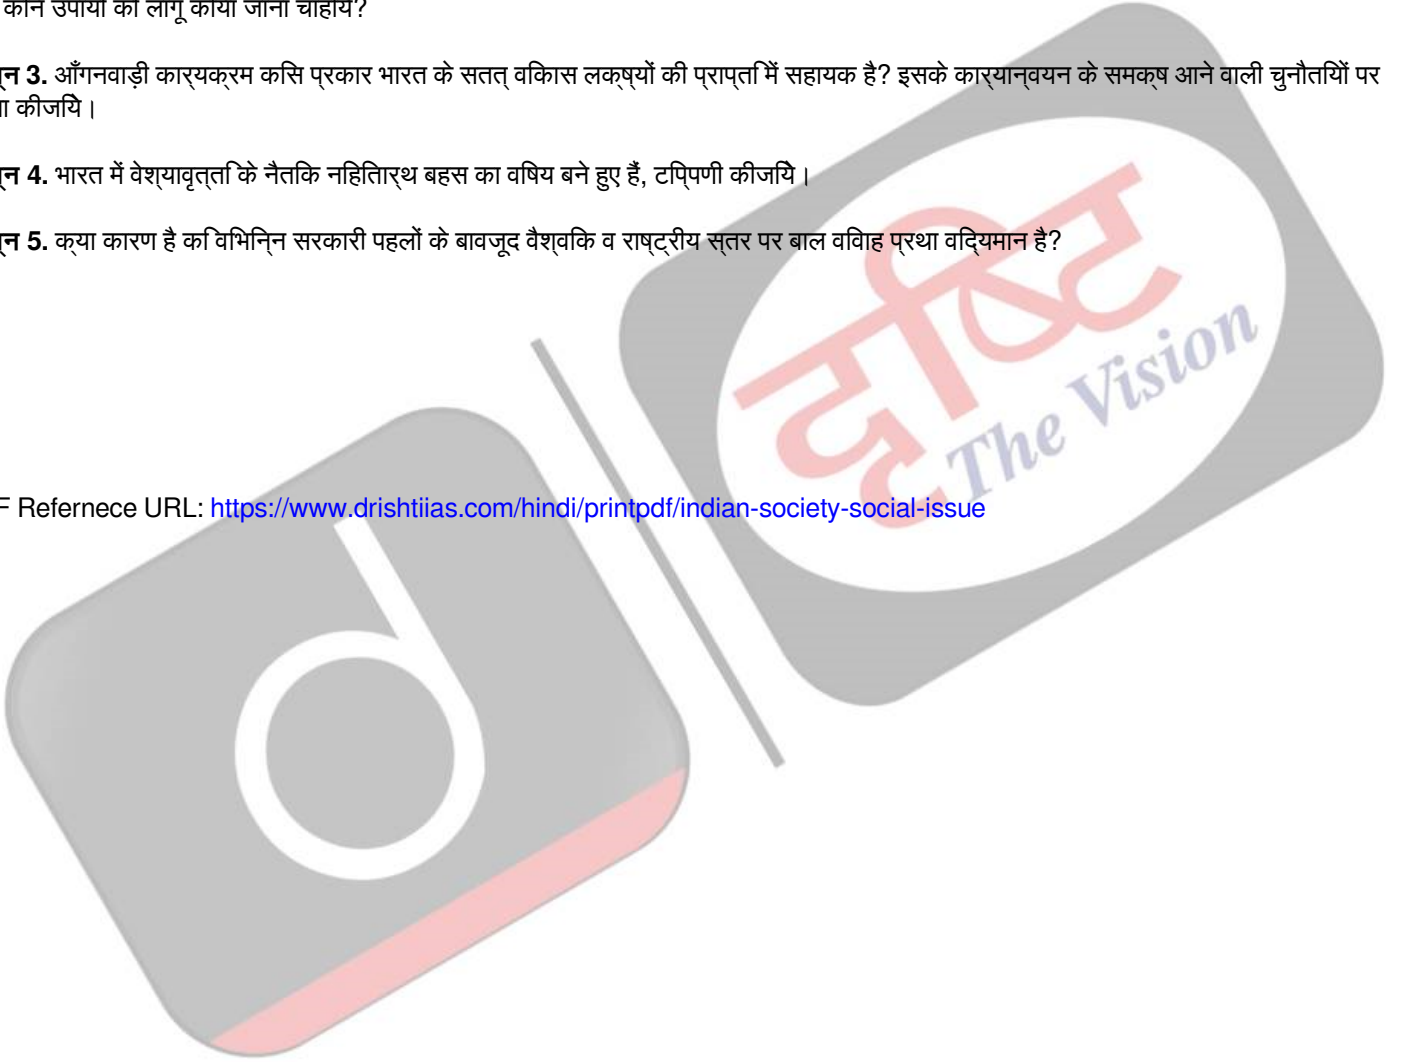 कौन उपायों को लागू किया जाना चाहिये?
न 3. आँगनवाड़ी कार्यक्रम किस प्रकार भारत के सतत् विकास लक्ष्यों की प्राप्ति में सहायक है? इसके कार्यान्वयन के समक्ष आने वाली चुनौतियों पर
कीजिये।
न 4. भारत में वेश्यावृत्ति के नैतिक निहितार्थ बहस का विषय बने हुए हैं, टिप्पणी कीजिये।
न 5. क्या कारण है कि विभिन्न सरकारी पहलों के बावजूद वैश्विक व राष्ट्रीय स्तर पर बाल विवाह प्रथा विद्यमान है?
दृष्टि
The Vision
F Refernece URL: https://www.drishtiias.com/hindi/printpdf/indian-society-social-issue
d